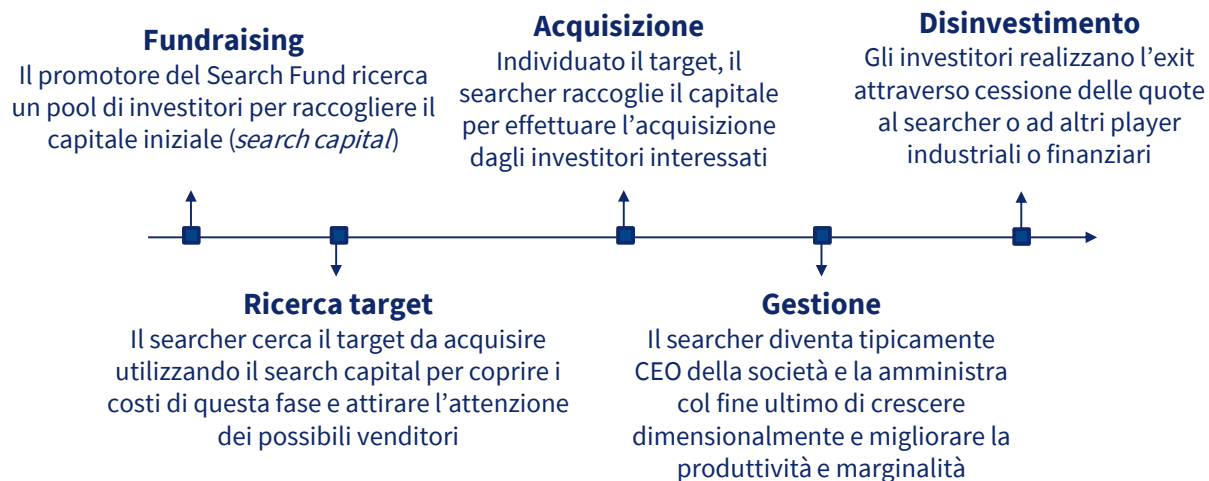 Fundraising
Il promotore del Search Fund ricerca
un pool di investitori per raccogliere il
capitale iniziale (search capital)
Acquisizione
Individuato il target, il
searcher raccoglie il capitale
per effettuare l’acquisizione
dagli investitori interessati
Disinvestimento
Gli investitori realizzano l’exit
attraverso cessione delle quote
al searcher o ad altri player
industriali o finanziari
Ricerca target
Il searcher cerca il target da acquisire
utilizzando il search capital per coprire i
costi di questa fase e attirare l’attenzione
dei possibili venditori
Gestione
Il searcher diventa tipicamente
CEO della società e la amministra
col fine ultimo di crescere
dimensionalmente e migliorare la
produttività e marginalità